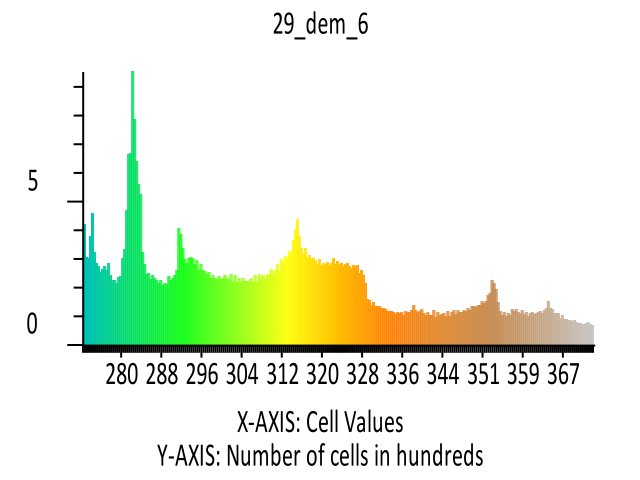 29_dem_6
5
0
280 288 296 304 312 320 328 336 344 351 359 367
X-AXIS: Cell Values
Y-AXIS: Number of cells in hundreds